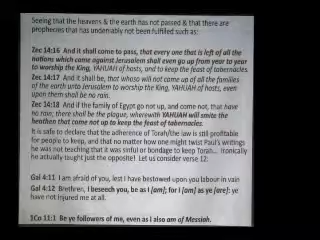 Seeing that the heavens & the earth has not passed & that there are
prophecies that has undeniably not been fulfilled such as:
Zec 14:16 And it shall come to pass, that every one that is left of all the
nations which came against Jerusalem shall even go up from year to year
to worship the King, YAHUAH of hosts, and to keep the feast of tabernacles.
Zec 14:17 And it shall be, that whoso will not come up of all the families
of the earth unto Jerusalem to worship the King, YAHUAH of hosts, even
upon them shall be no rain.
Zec 14:18 And if the family of Egypt go not up, and come not, that have
no rain; there shall be the plague, wherewith YAHUAH will smite the
heathen that come not up to keep the feast of tabernacles.
It is safe to declare that the adherence of Torah/the law is still profitable
for people to keep, and that no matter how one might twist Paul's writings
he was not teaching that it was sinful or bondage to keep Torah... Ironically
he actually taught just the opposite! Let us consider verse 12:
Gal 4:11 I am afraid of you, lest I have bestowed upon you labour in vain
Gal 4:12 Brethren, I beseech you, be as I [am]; for I [am] as ye [are]: ye
have not injured me at all.
1Co 11:1 Be ye followers of me, even as I also am of Messiah.